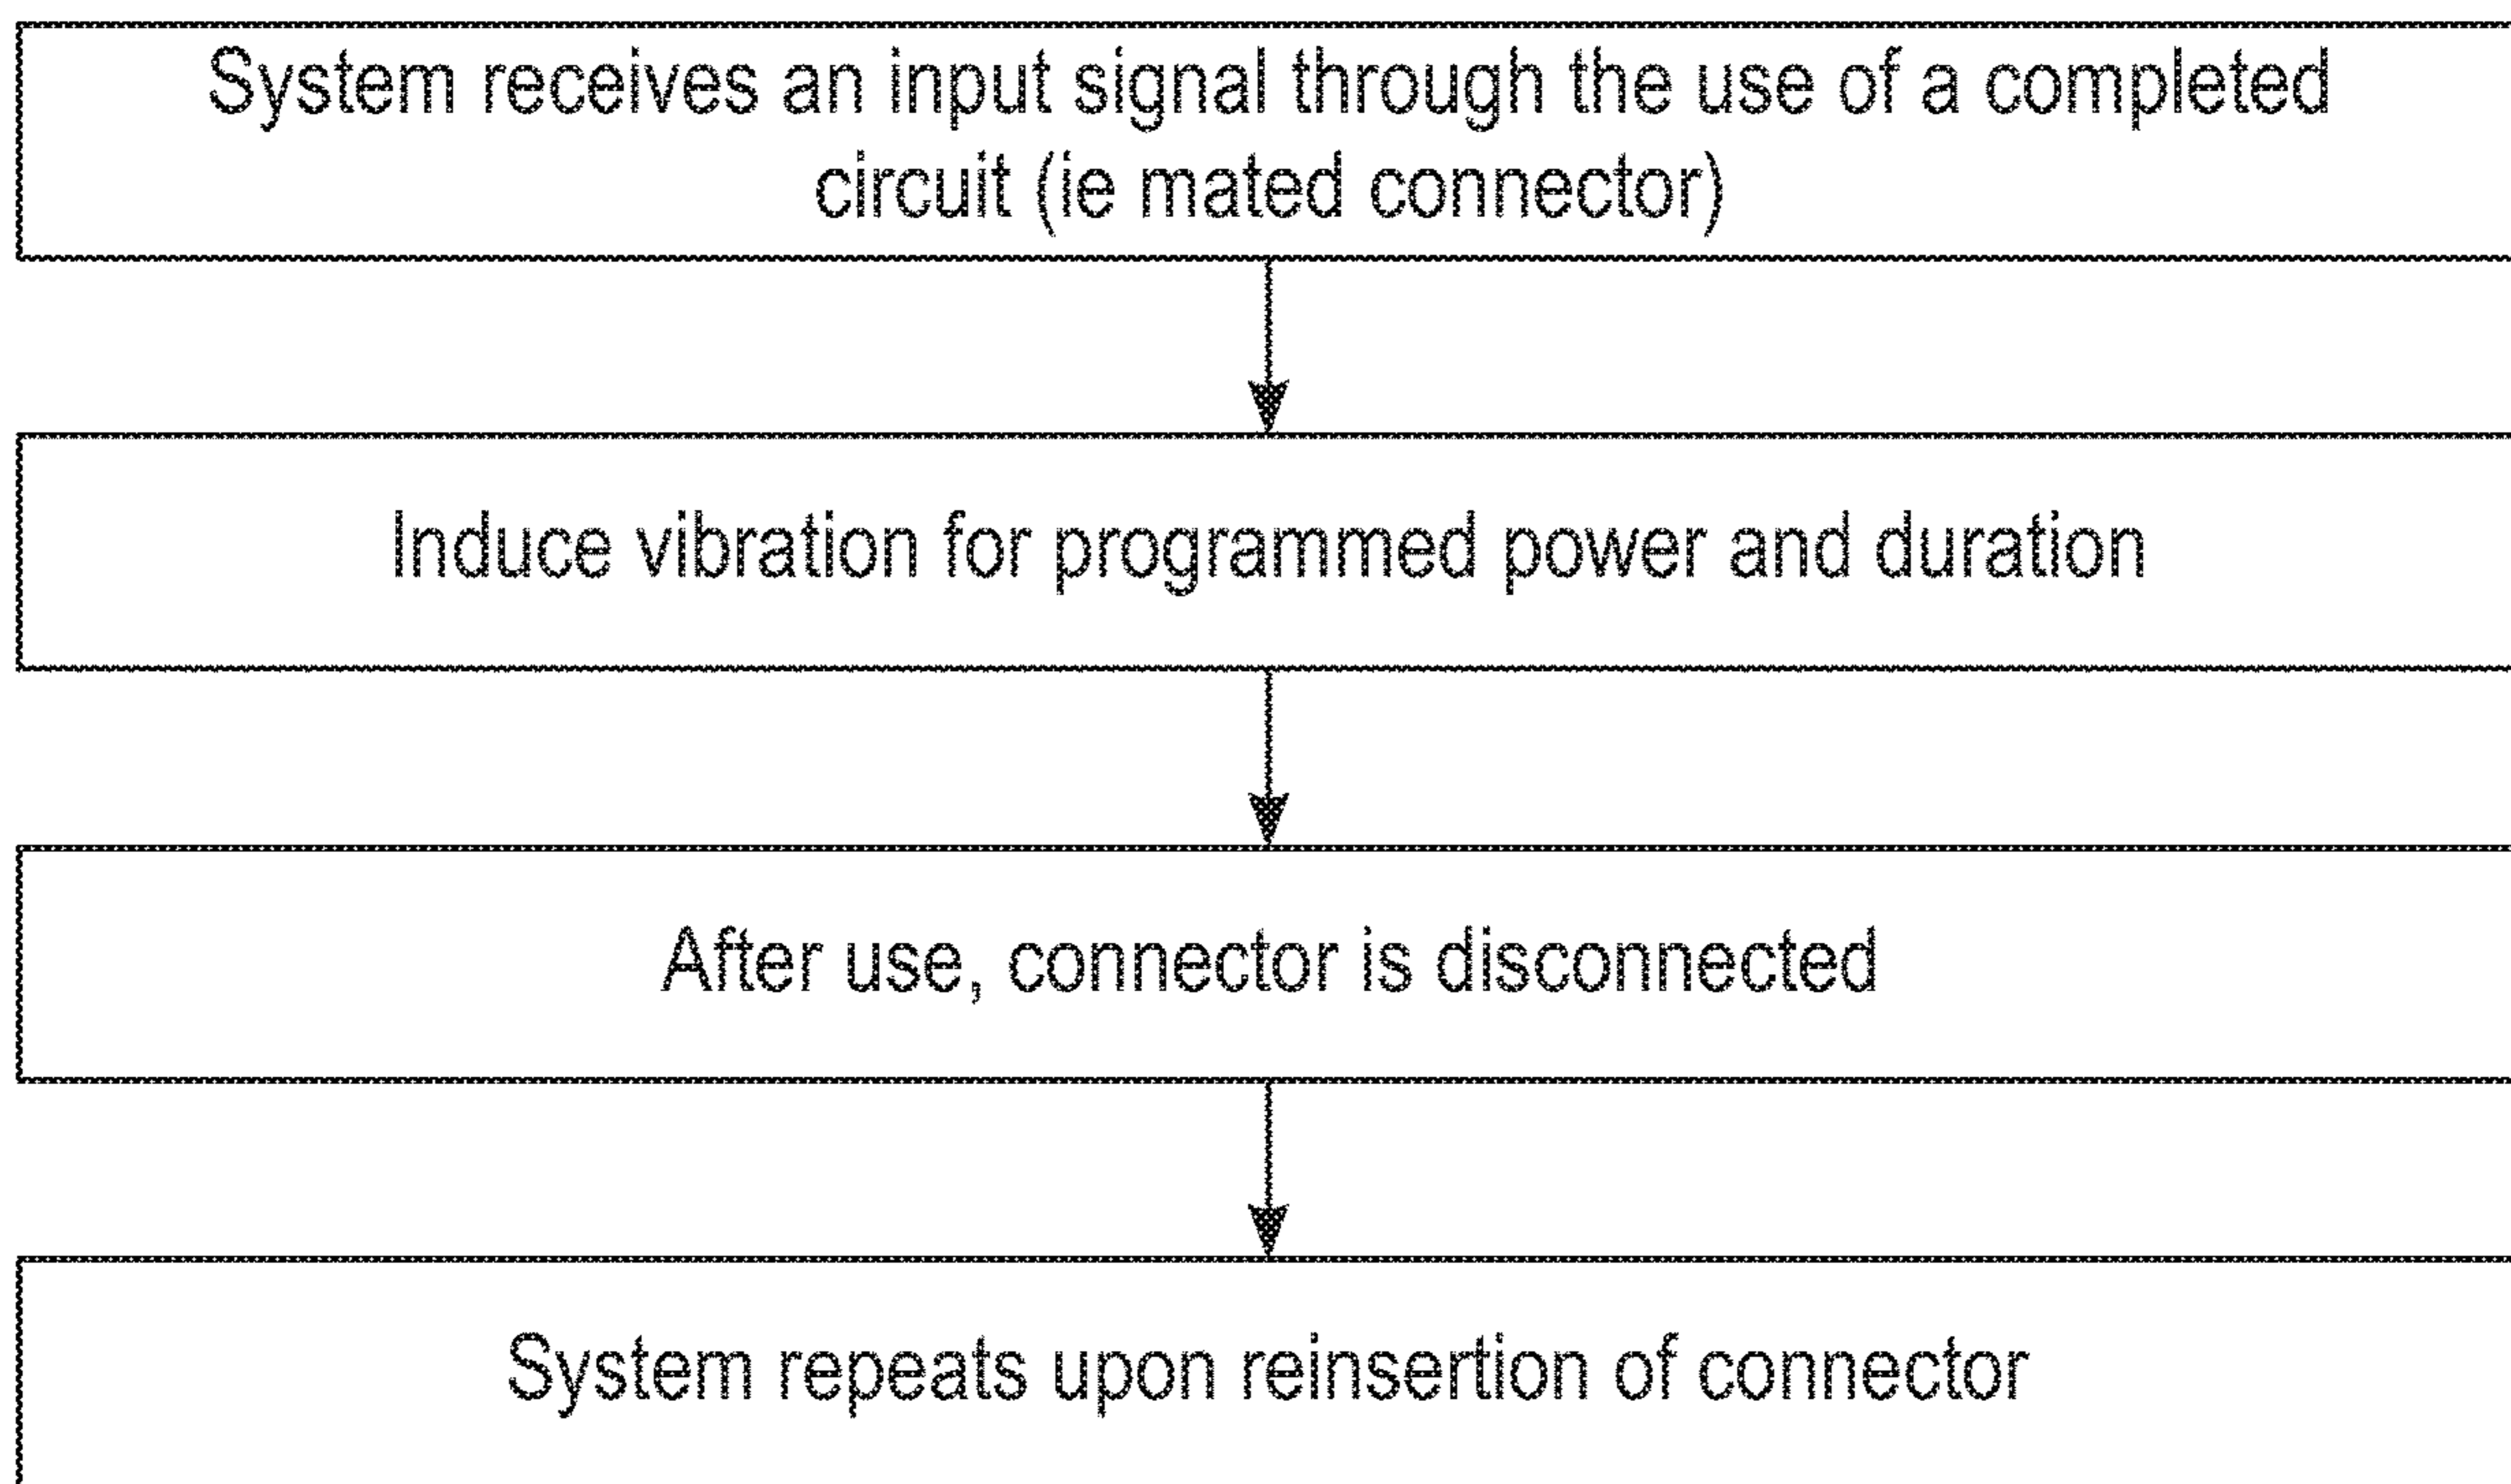 System receives an input signal through the use of a completed
circuit (ie mated connector)
Induce vibration for programmed power and duration
After use, connector is disconnected
System repeats upon reinsertion of connector